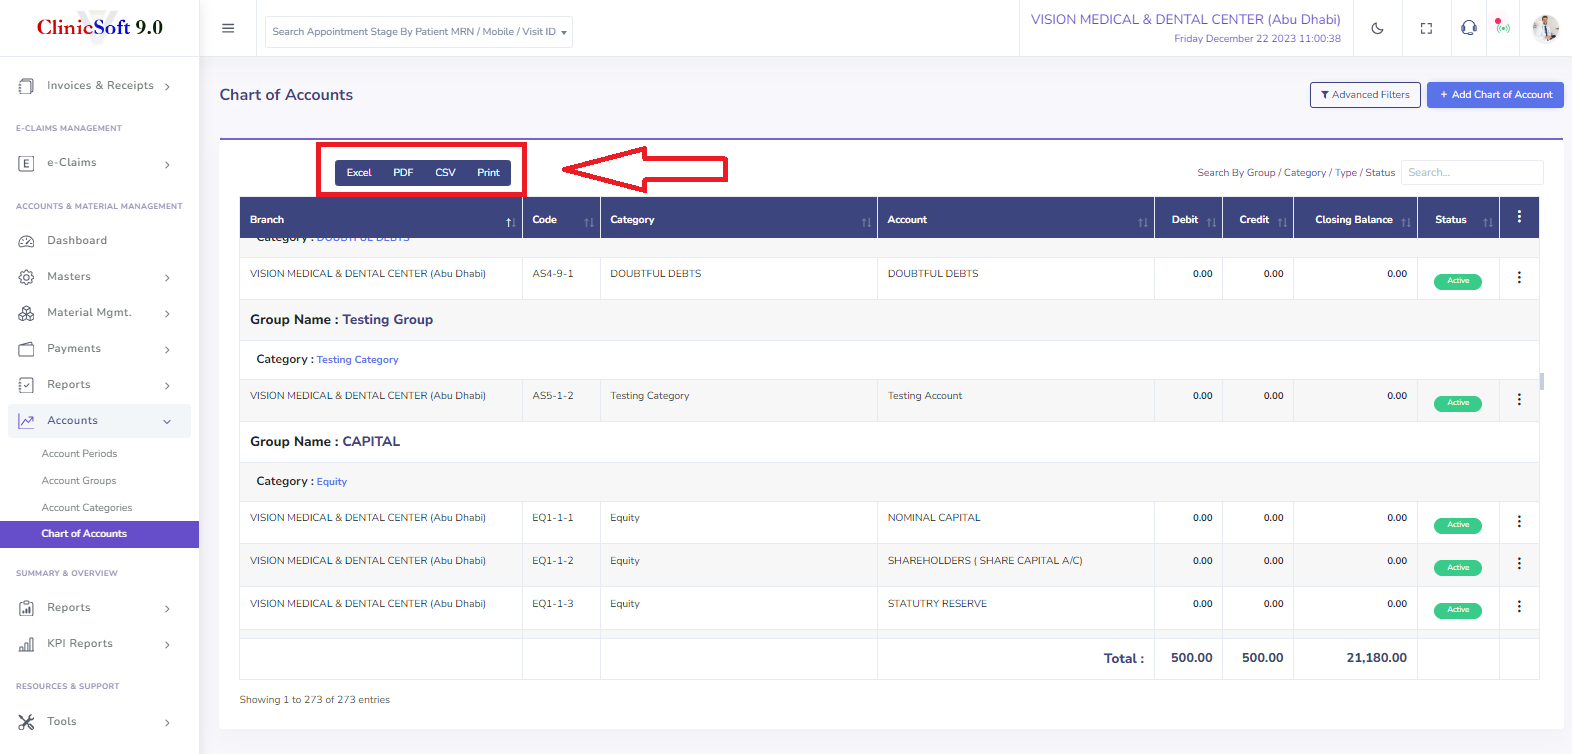 ClinicSoft 9.0
Search Appointment Stage By Patient MRN / Mobile / Visit ID
VISION MEDICAL & DENTAL CENTER (Abu Dhabi)
Friday December 22 2023 11:00:38
Invoices & Receipts
E-CLAIMS MANAGEMENT
e-Claims
ACCOUNTS & MATERIAL MANAGEMENT
Dashboard
Masters
Material Mgmt.
Payments
Reports
Accounts
Account Periods
Account Groups
Account Categories
Chart of Accounts
SUMMARY & OVERVIEW
Reports
KPI Reports
RESOURCES & SUPPORT
Tools
Chart of Accounts
Advanced Filters
+ Add Chart of Account
Excel PDF CSV Print
Search By Group / Category / Type / Status Search...
Branch Code Category Account Debit Credit Closing Balance Status
Category : DOUBTFUL DEBTS
VISION MEDICAL & DENTAL CENTER (Abu Dhabi) AS4-9-1 DOUBTFUL DEBTS DOUBTFUL DEBTS 0.00 0.00 0.00 Active
Group Name : Testing Group
Category : Testing Category
VISION MEDICAL & DENTAL CENTER (Abu Dhabi) AS5-1-2 Testing Category Testing Account 0.00 0.00 0.00 Active
Group Name : CAPITAL
Category : Equity
VISION MEDICAL & DENTAL CENTER (Abu Dhabi) EQ1-1-1 Equity NOMINAL CAPITAL 0.00 0.00 0.00 Active
VISION MEDICAL & DENTAL CENTER (Abu Dhabi) EQ1-1-2 Equity SHAREHOLDERS ( SHARE CAPITAL A/C) 0.00 0.00 0.00 Active
VISION MEDICAL & DENTAL CENTER (Abu Dhabi) EQ1-1-3 Equity STATUTRY RESERVE 0.00 0.00 0.00 Active
Total : 500.00 500.00 21,180.00
Showing 1 to 273 of 273 entries